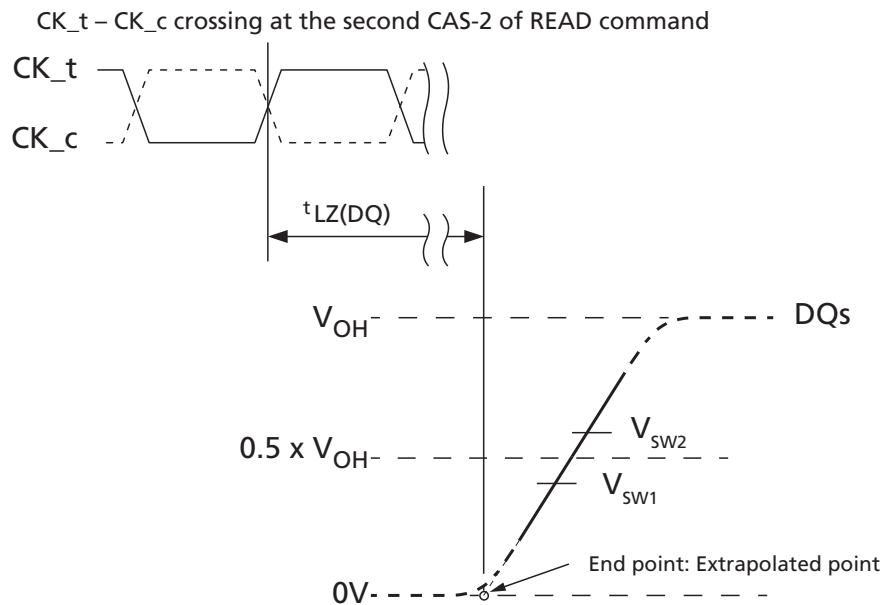 CK_t – CK_c crossing at the second CAS-2 of READ command
CK_t
CK_c
tLZ(DQ)
VOH
DQs
0.5 x VOH
VSW2
VSW1
End point: Extrapolated point
0V